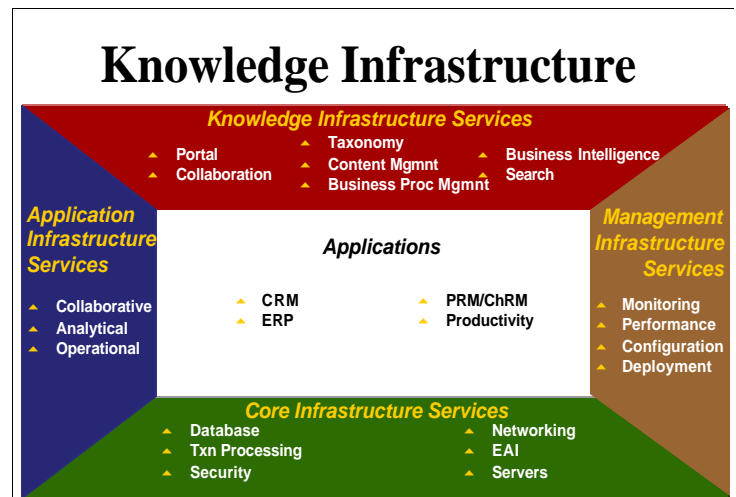 Knowledge Infrastructure
Knowledge Infrastructure Services
Portal
Collaboration
Taxonomy
Content Mgmnt
Business Proc Mgmnt
Business Intelligence
Search
Application
Infrastructure
Services
Collaborative
Analytical
Operational
Applications
CRM
ERP
PRM/ChRM
Productivity
Management
Infrastructure
Services
Monitoring
Performance
Configuration
Deployment
Core Infrastructure Services
Database
Txn Processing
Security
Networking
EAI
Servers